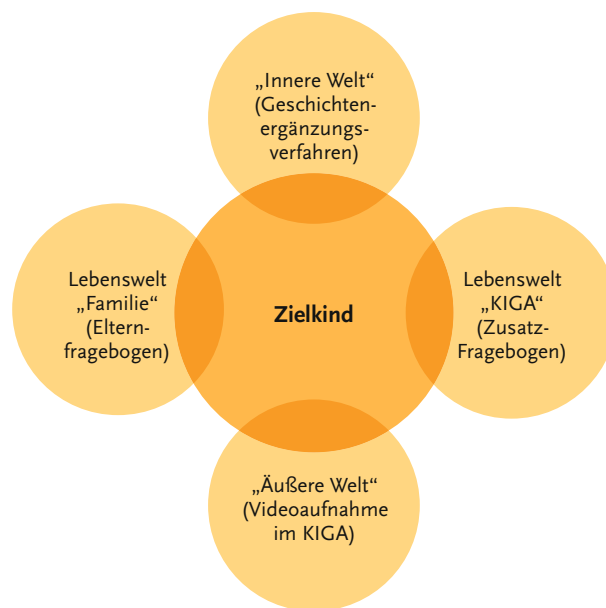 „Innere Welt“
(Geschichten-
ergänzungs-
verfahren)
Lebenswelt
„Familie“
(Eltern-
fragebogen)
Zielkind
Lebenswelt
„KIGA“
(Zusatz-
Fragebogen)
„Äußere Welt“
(Videoaufnahme
im KIGA)